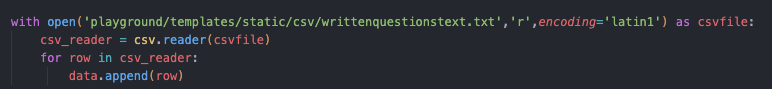 with open('playground/templates/static/csv/writtenquestionstext.txt','r',encoding='latin1') as csvfile:
    csv_reader = csv.reader(csvfile)
    for row in csv_reader:
        data.append(row)